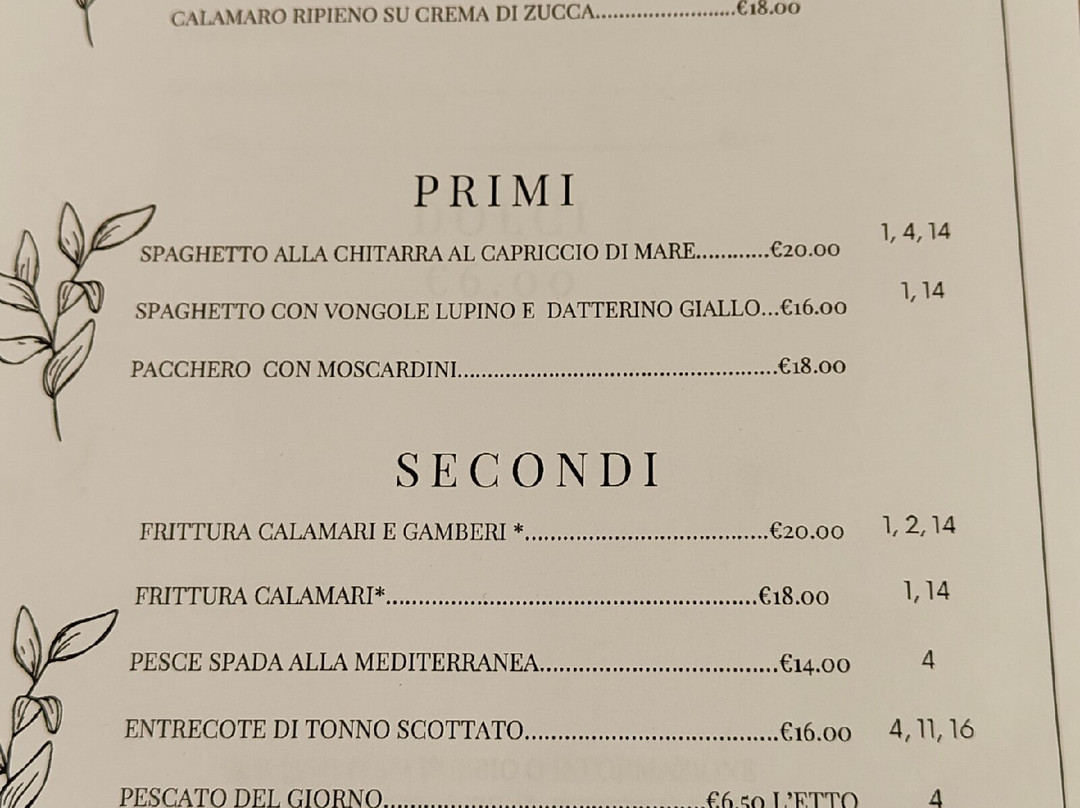 CALAMARO RIPIENO SU CREMA DI ZUCCA..........................€18.00
PRIMI
SPAGHETTO ALLA CHITARRA AL CAPRICCIO DI MARE............€20.00 1, 4, 14
SPAGHETTO CON VONGOLE LUPINO E DATTERINO GIALLO...€16.00 1, 14
PACCHERO CON MOSCARDINI......................................................€18.00
SECONDI
FRITTURA CALAMARI E GAMBERI *......................................€20.00 1, 2, 14
FRITTURA CALAMARI*..........................................................€18.00 1, 14
PESCE SPADA ALLA MEDITERRANEA......................................€14.00 4
ENTRECOTE DI TONNO SCOTTATO.........................................€16.00 4, 11, 16
PESCATO DEL GIORNO....................................................€6.50 L'ETTO 4